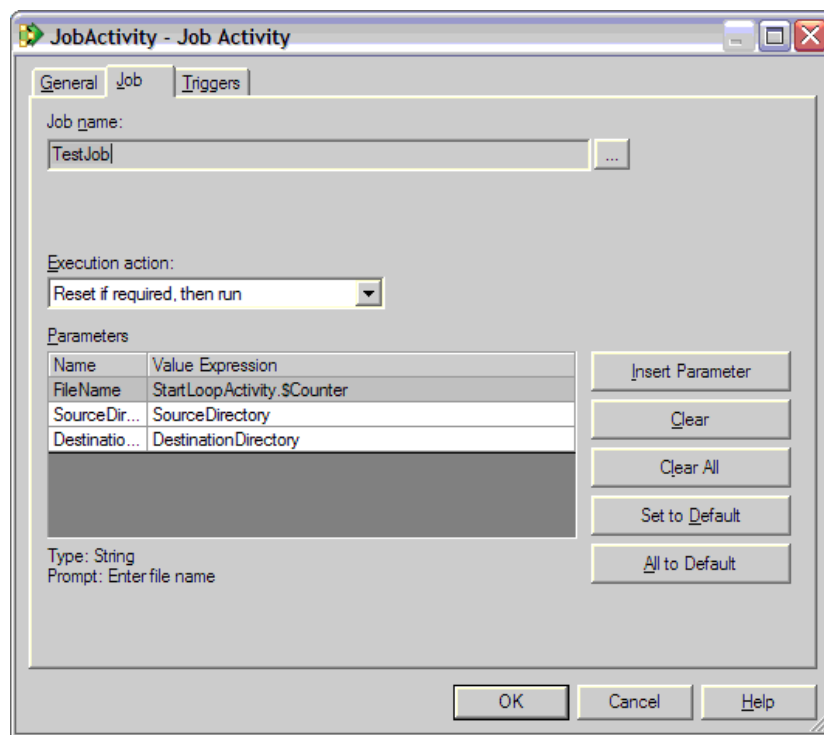 JobActivity - Job Activity
General Job Triggers
Job name:
TestJob ...
Execution action:
Reset if required, then run
Parameters
Name Value Expression
FileName StartLoopActivity.$Counter
SourceDir... SourceDirectory
Destinatio... DestinationDirectory
Insert Parameter
Clear
Clear All
Set to Default
All to Default
Type: String
Prompt: Enter file name
OK Cancel Help